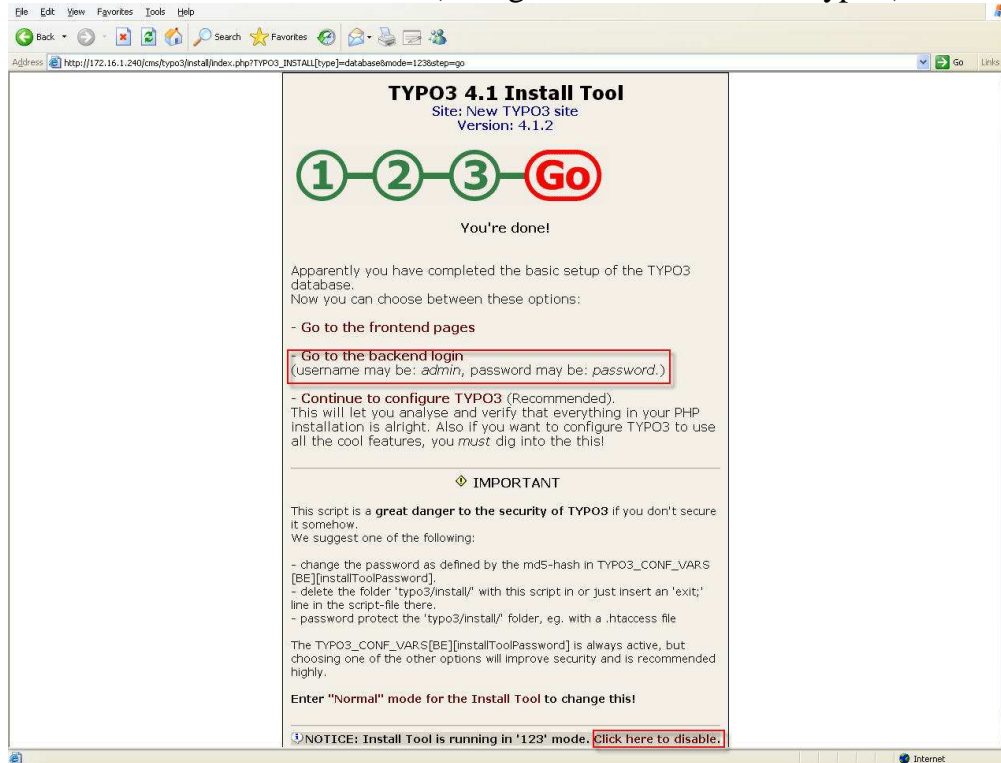 File Edit View Favorites Tools Help
Back Search Favorites
Address http://172.16.1.240/cms/typo3/install/index.php?TYPO3_INSTALL[type]=database&mode=123&step=go Go Links
TYPO3 4.1 Install Tool
Site: New TYPO3 site
Version: 4.1.2
1 2 3 Go
You're done!
Apparently you have completed the basic setup of the TYPO3
database.
Now you can choose between these options:
- Go to the frontend pages
- Go to the backend login
(username may be: admin, password may be: password.)
- Continue to configure TYPO3 (Recommended).
This will let you analyse and verify that everything in your PHP
installation is alright. Also if you want to configure TYPO3 to use
all the cool features, you must dig into the this!
IMPORTANT
This script is a great danger to the security of TYPO3 if you don't secure
it somehow.
We suggest one of the following:
- change the password as defined by the md5-hash in TYPO3_CONF_VARS
[BE][installToolPassword].
- delete the folder 'typo3/install/' with this script in or just insert an 'exit;'
line in the script-file there.
- password protect the 'typo3/install/' folder, eg. with a .htaccess file
The TYPO3_CONF_VARS[BE][installToolPassword] is always active, but
choosing one of the other options will improve security and is recommended
highly.
Enter "Normal" mode for the Install Tool to change this!
NOTICE: Install Tool is running in '123' mode. Click here to disable.
Internet